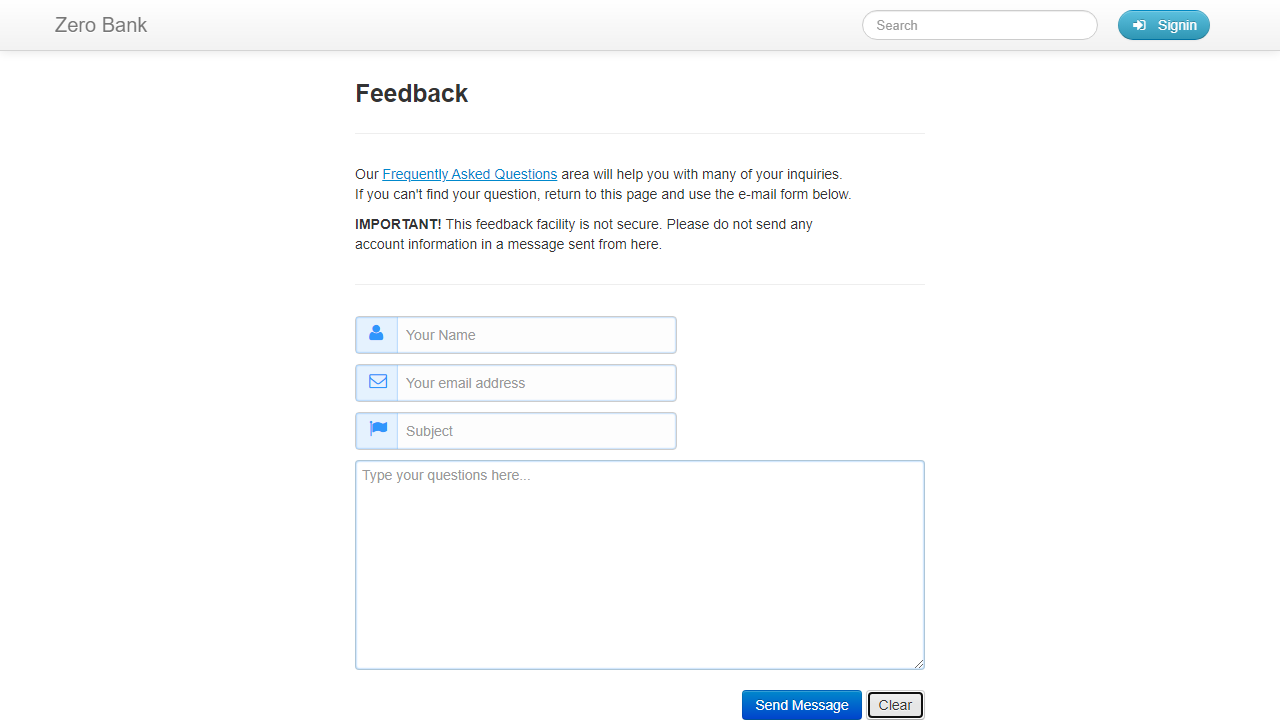 Zero Bank
Search
Signin
Feedback
Our Frequently Asked Questions area will help you with many of your inquiries.
If you can't find your question, return to this page and use the e-mail form below.
IMPORTANT! This feedback facility is not secure. Please do not send any
account information in a message sent from here.
Your Name
Your email address
Subject
Type your questions here...
Send Message
Clear